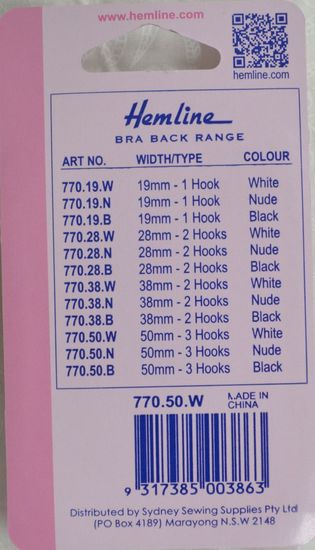 www.hemline.com
hemline.com
Hemline
BRA BACK RANGE
ART NO. WIDTH/TYPE COLOUR
770.19.W 19mm - 1 Hook White
770.19.N 19mm - 1 Hook Nude
770.19.B 19mm - 1 Hook Black
770.28.W 28mm - 2 Hooks White
770.28.N 28mm - 2 Hooks Nude
770.28.B 28mm - 2 Hooks Black
770.38.W 38mm - 2 Hooks White
770.38.N 38mm - 2 Hooks Nude
770.38.B 38mm - 2 Hooks Black
770.50.W 50mm - 3 Hooks White
770.50.N 50mm - 3 Hooks Nude
770.50.B 50mm - 3 Hooks Black
770.50.W MADE IN
CHINA
9 317385 003863
Distributed by Sydney Sewing Supplies Pty Ltd
(PO Box 4189) Marayong N.S.W 2148